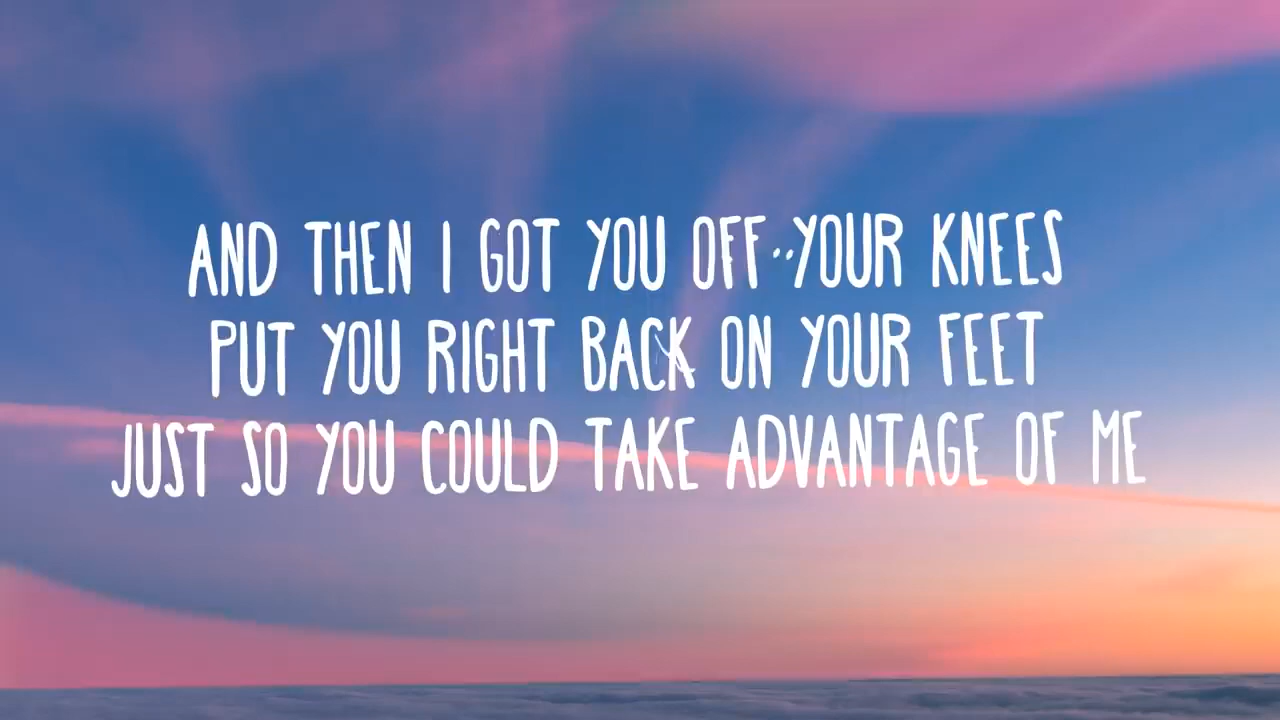 AND THEN I GOT YOU OFF YOUR KNEES
PUT YOU RIGHT BACK ON YOUR FEET
JUST SO YOU COULD TAKE ADVANTAGE OF ME